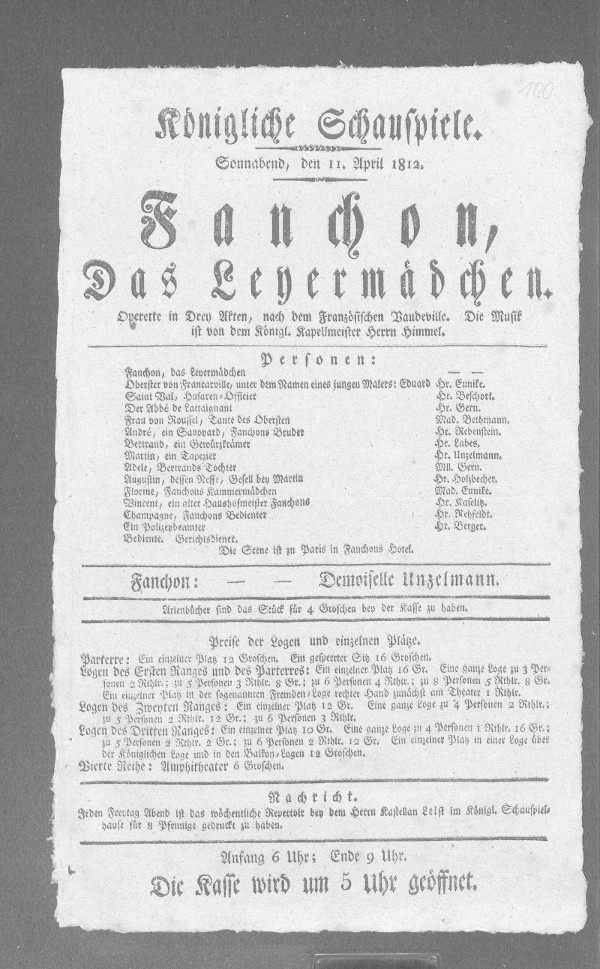 100
Königliche Schauspiele.
Sonnabend, den 11. April 1812.
Fanchon,
Das Leyermädchen.
Operette in Drey Akten, nach dem Französischen Vaudeville. Die Musik
ist von dem Königl. Kapellmeister Herrn Himmel.
Personen:
Fanchon, das Leyermädchen — —
Oberster von Francarville, unter dem Namen eines jungen Malers: Eduard Hr. Eunike.
Saint Val, Husaren-Officier Hr. Beschort.
Der Abbé de Lattaignant Hr. Gern.
Frau von Roussel, Tante des Obersten Mad. Bethmann.
André, ein Savoyard, Fanchons Bruder Hr. Rebenstein.
Bertrand, ein Gewürzkrämer Hr. Labes.
Martin, ein Tapezier Hr. Unzelmann.
Adele, Bertrands Tochter Mll. Gern.
Augustin, dessen Neffe, Gesell bey Martin Hr. Holzbecher.
Florine, Fanchons Kammermädchen Mad. Eunike.
Vincent, ein alter Haushofmeister Fanchons Hr. Kaselitz.
Champagne, Fanchons Bedienter Hr. Rehfeldt.
Ein Polizeybeamter Hr. Berger.
Bediente. Gerichtsdiener.
Die Scene ist zu Paris in Fanchons Hotel.
Fanchon: — — Demoiselle Unzelmann.
Arienbücher sind das Stück für 4 Groschen bey der Kasse zu haben.
Preise der Logen und einzelnen Plätze.
Parterre: Ein einzelner Platz 12 Groschen. Ein gesperrter Sitz 16 Groschen.
Logen des Ersten Ranges und des Parterres: Ein einzelner Platz 16 Gr. Eine ganze Loge zu 3 Per-
sonen 2 Rthlr.; zu 5 Personen 3 Rthlr. 8 Gr.; zu 6 Personen 4 Rthlr.; zu 8 Personen 5 Rthlr. 8 Gr.
Ein einzelner Platz in der sogenannten Fremden-Loge rechter Hand zunächst am Theater 1 Rthlr.
Logen des Zweyten Ranges: Ein einzelner Platz 12 Gr. Eine ganze Loge zu 4 Personen 2 Rthlr.;
zu 5 Personen 2 Rthlr. 12 Gr.; zu 6 Personen 3 Rthlr.
Logen des Dritten Ranges: Ein einzelner Platz 10 Gr. Eine ganze Loge zu 4 Personen 1 Rthlr. 16 Gr.;
zu 5 Personen 2 Rthlr. 2 Gr.; zu 6 Personen 2 Rthlr. 12 Gr. Ein einzelner Platz in einer Loge über
der Königlichen Loge und in den Balkon-Logen 12 Groschen.
Vierte Reihe: Amphitheater 6 Groschen.
Nachricht.
Jeden Freytag Abend ist das wöchentliche Repertoir bey dem Herrn Kastellan Leist im Königl. Schauspiel-
hause für 8 Pfennige gedruckt zu haben.
Anfang 6 Uhr; Ende 9 Uhr.
Die Kasse wird um 5 Uhr geöffnet.